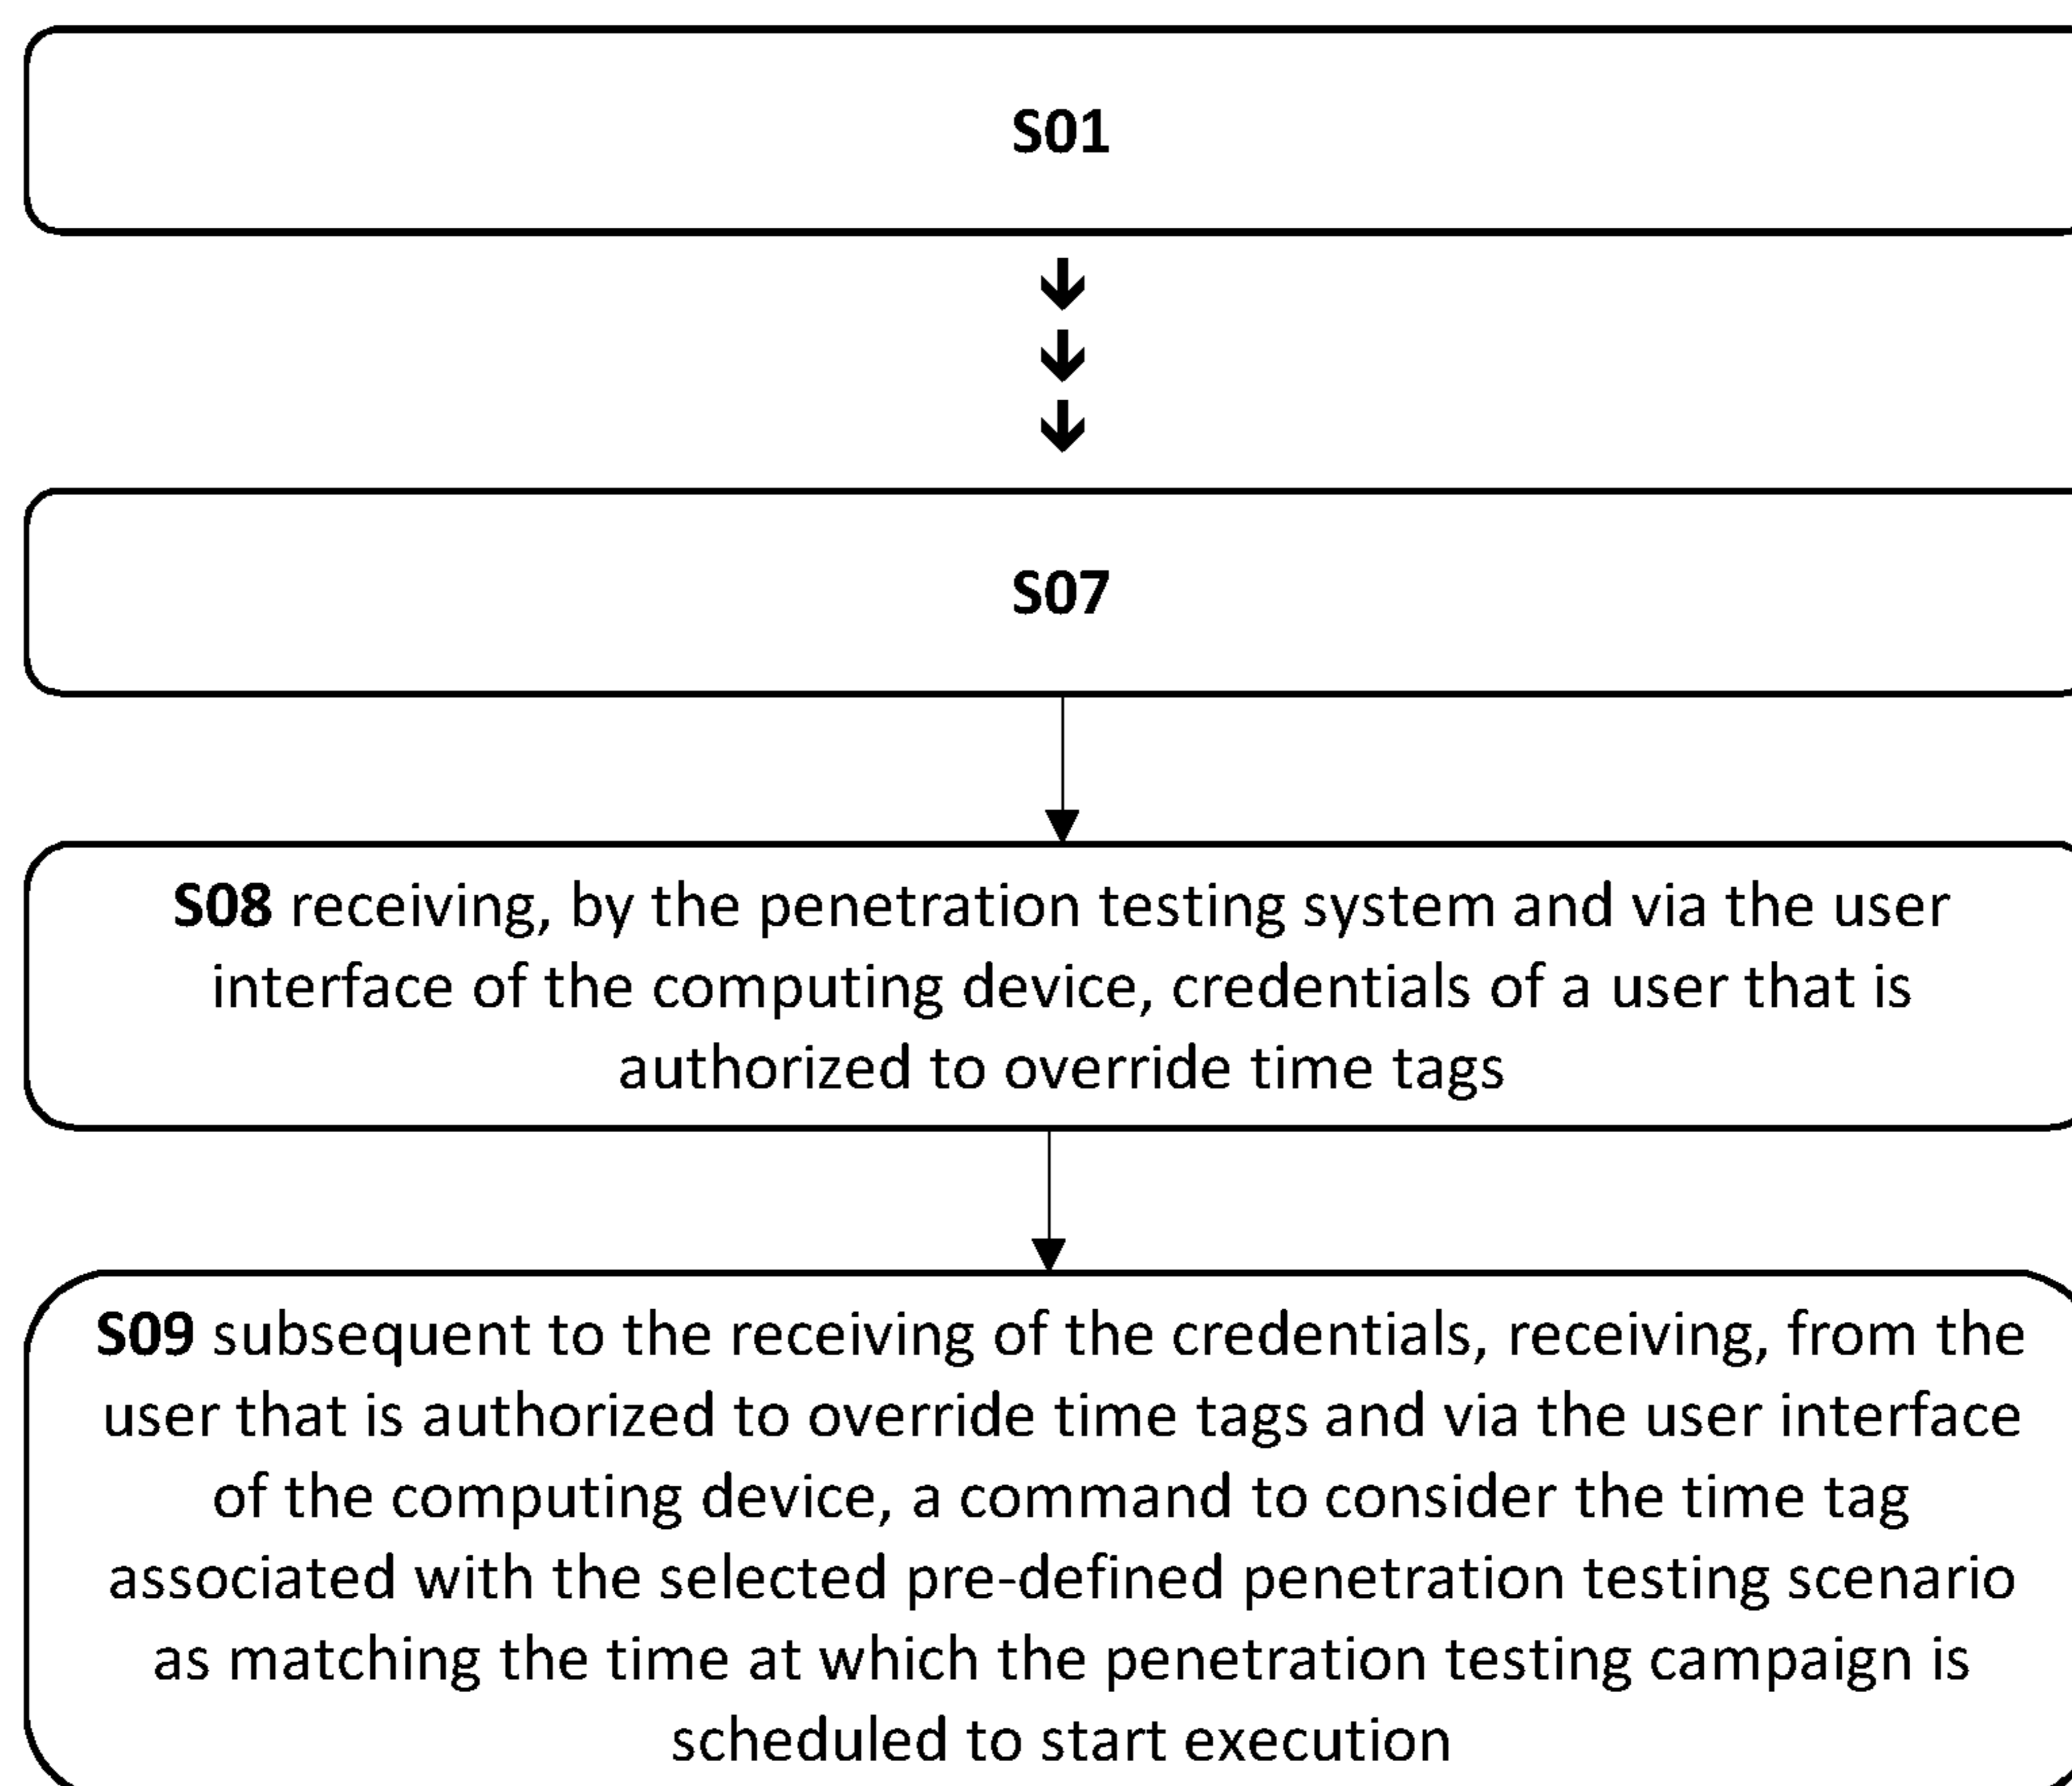 S01
S07
S08 receiving, by the penetration testing system and via the user
interface of the computing device, credentials of a user that is
authorized to override time tags
S09 subsequent to the receiving of the credentials, receiving, from the
user that is authorized to override time tags and via the user interface
of the computing device, a command to consider the time tag
associated with the selected pre-defined penetration testing scenario
as matching the time at which the penetration testing campaign is
scheduled to start execution